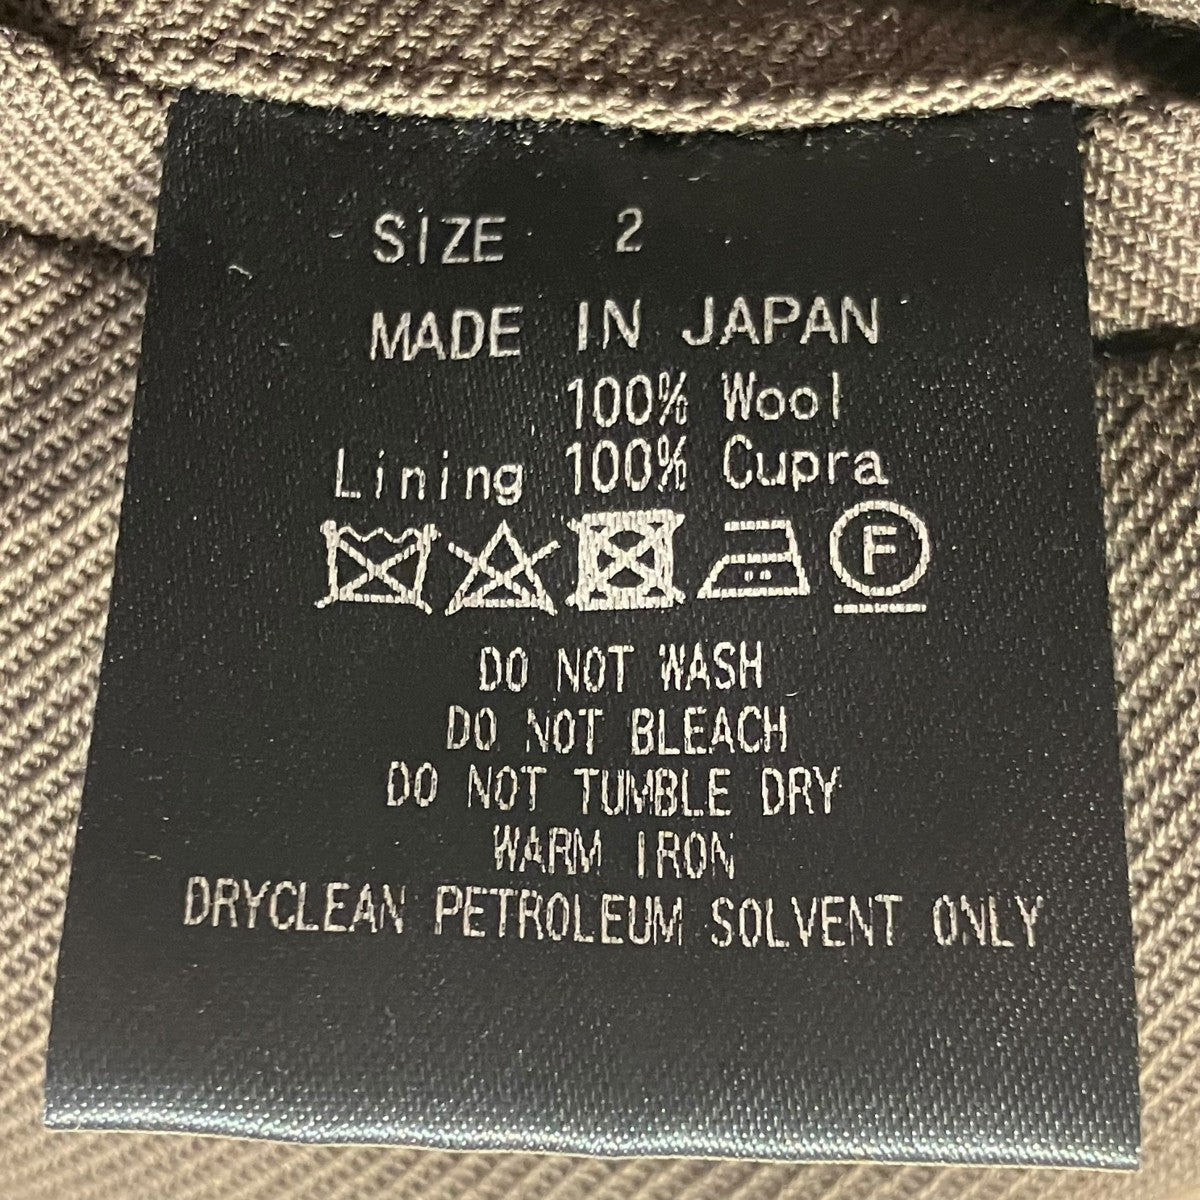 SIZE 2
MADE IN JAPAN
100% Wool
Lining 100% Cupra
F
DO NOT WASH
DO NOT BLEACH
DO NOT TUMBLE DRY
WARM IRON
DRYCLEAN PETROLEUM SOLVENT ONLY